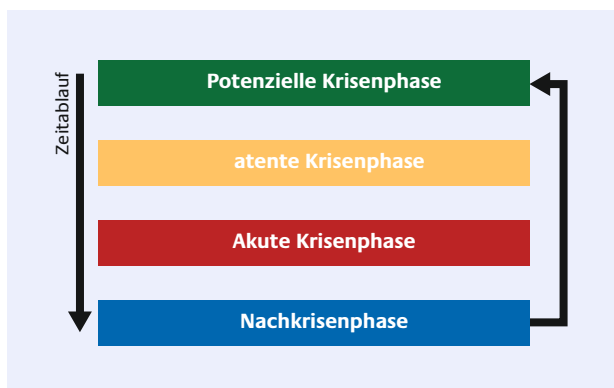 Zeitablauf
Potenzielle Krisenphase
atente Krisenphase
Akute Krisenphase
Nachkrisenphase